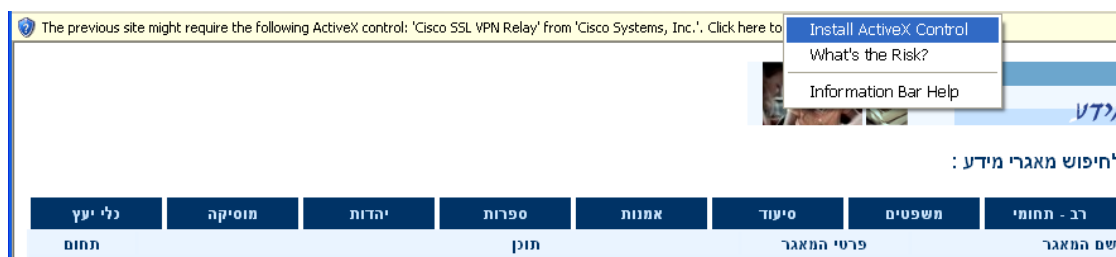 The previous site might require the following ActiveX control: 'Cisco SSL VPN Relay' from 'Cisco Systems, Inc.'. Click here to
Install ActiveX Control
What's the Risk?
Information Bar Help
לחיפוש מאגרי מידע :
רב - תחומי משפטים סיעוד אמנות ספרות יהדות מוסיקה כלי יעץ
שם המאגר פרטי המאגר תוכן תחום